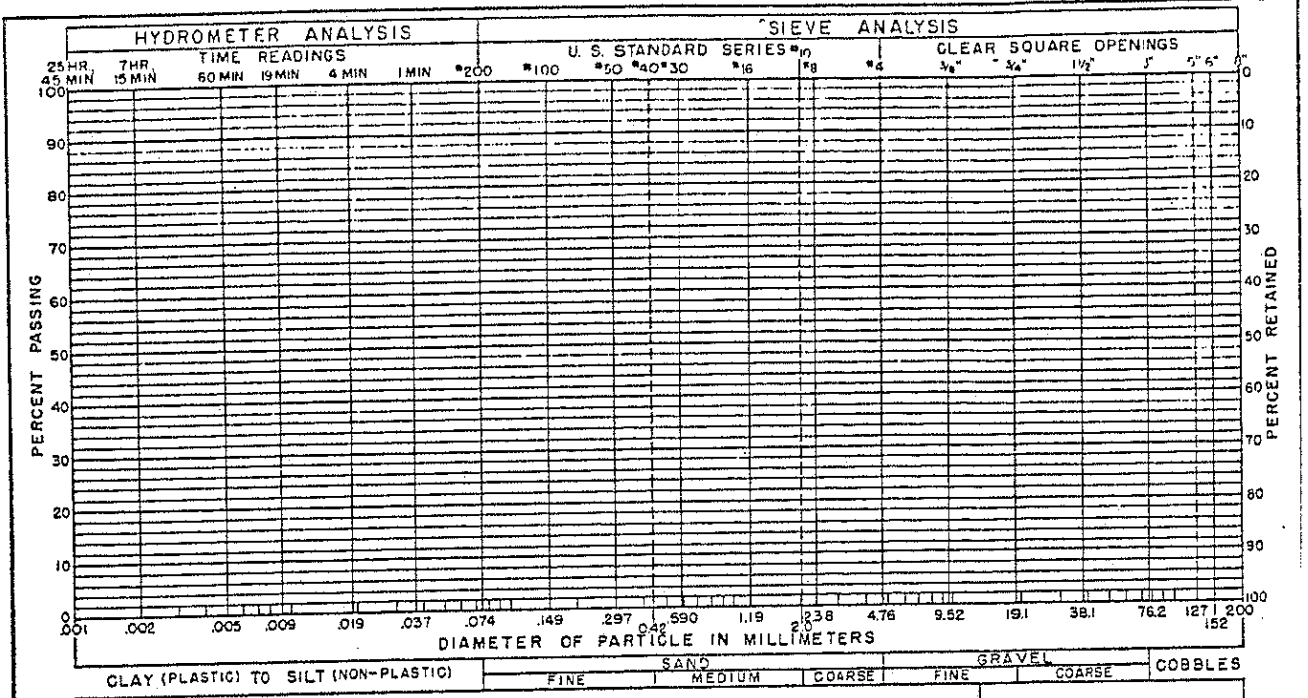 HYDROMETER ANALYSIS
SIEVE ANALYSIS
TIME READINGS
U. S. STANDARD SERIES
CLEAR SQUARE OPENINGS
25 HR, 7HR,
45 MIN 15 MIN 60 MIN 19 MIN 4 MIN 1 MIN #200 #100 #50 #40 #30 #16 #10 #8 #4 3/8" 3/4" 1½" 3" 5" 6" 8"
PERCENT PASSING
100
90
80
70
60
50
40
30
20
10
0
PERCENT RETAINED
0
10
20
30
40
50
60
70
80
90
100
.001 .002 .005 .009 .019 .037 .074 .149 .297 0.42 .590 1.19 2.0 2.38 4.76 9.52 19.1 38.1 76.2 127 152 200
DIAMETER OF PARTICLE IN MILLIMETERS
CLAY (PLASTIC) TO SILT (NON-PLASTIC)
SAND
GRAVEL
COBBLES
FINE MEDIUM COARSE FINE COARSE